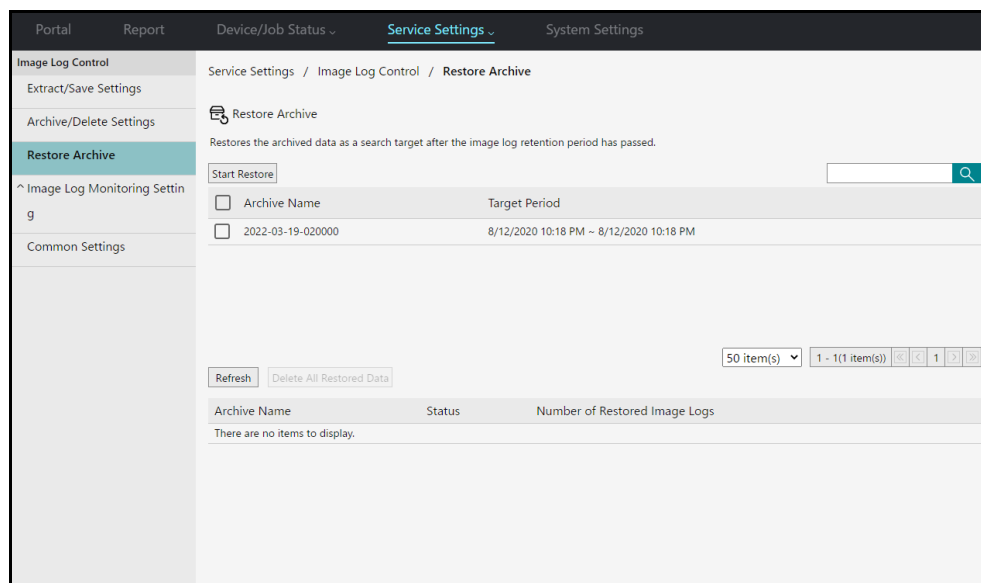 Portal Report Device/Job Status Service Settings System Settings
Image Log Control
Extract/Save Settings
Archive/Delete Settings
Restore Archive
^ Image Log Monitoring Settin
g
Common Settings
Service Settings / Image Log Control / Restore Archive
Restore Archive
Restores the archived data as a search target after the image log retention period has passed.
Start Restore
Archive Name Target Period
2022-03-19-020000 8/12/2020 10:18 PM ~ 8/12/2020 10:18 PM
50 item(s) 1 - 1(1 item(s)) « < 1 > »
Refresh Delete All Restored Data
Archive Name Status Number of Restored Image Logs
There are no items to display.